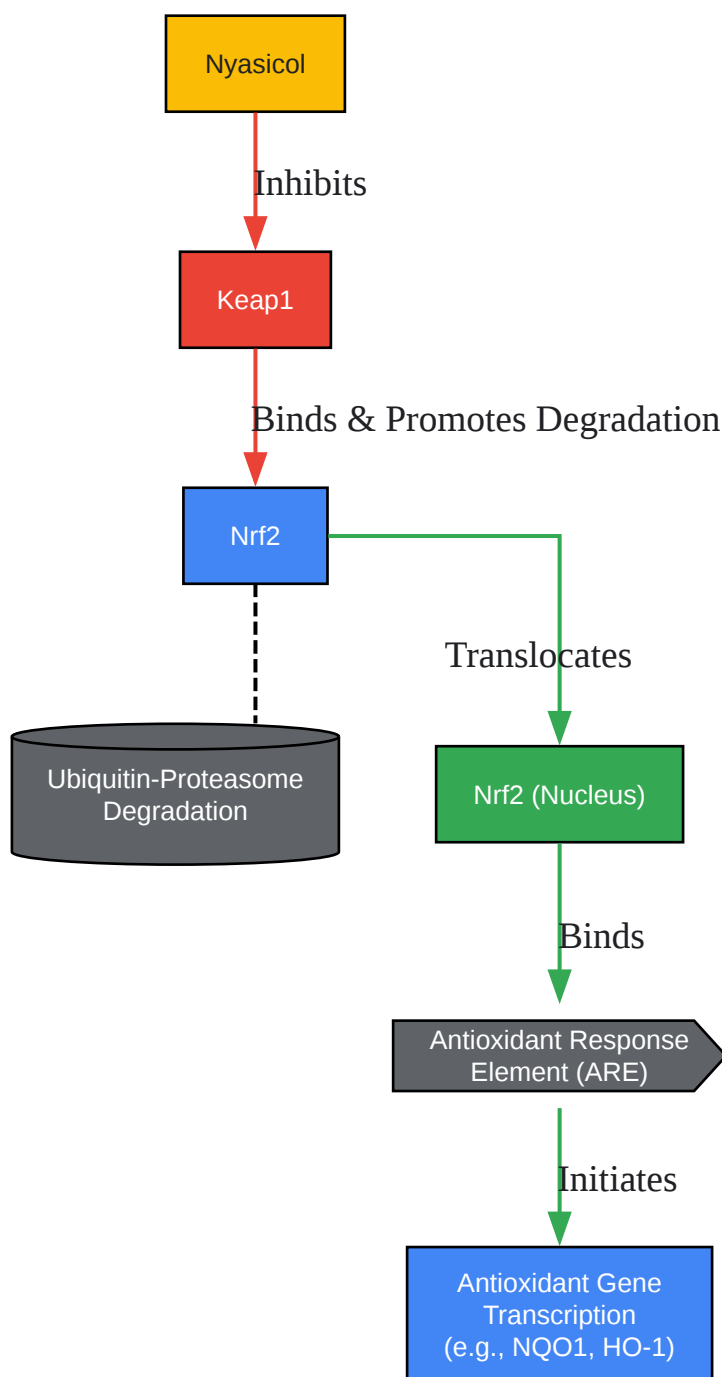 Nyasicol
Inhibits
Keap1
Binds & Promotes Degradation
Nrf2
Translocates
Ubiquitin-Proteasome
Degradation
Nrf2 (Nucleus)
Binds
Antioxidant Response
Element (ARE)
Initiates
Antioxidant Gene
Transcription
(e.g., NQO1, HO-1)